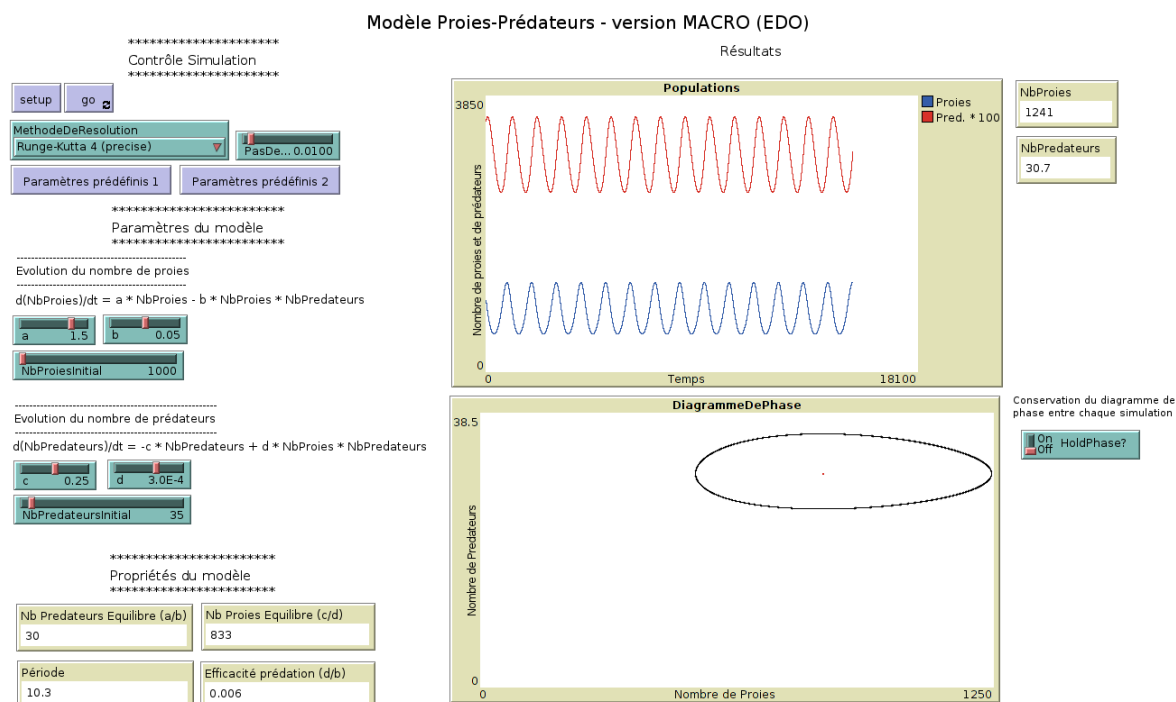 Modèle Proies-Prédateurs - version MACRO (EDO)
*********************
Contrôle Simulation
*********************
setup
go
MethodeDeResolution
Runge-Kutta 4 (precise)
PasDe... 0.0100
Paramètres prédéfinis 1
Paramètres prédéfinis 2
************************
Paramètres du modèle
************************
-----------------------------------------------
Evolution du nombre de proies
-----------------------------------------------
d(NbProies)/dt = a * NbProies - b * NbProies * NbPredateurs
a 1.5
b 0.05
NbProiesInitial 1000
--------------------------------------------------------
Evolution du nombre de prédateurs
--------------------------------------------------------
d(NbPredateurs)/dt = -c * NbPredateurs + d * NbProies * NbPredateurs
c 0.25
d 3.0E-4
NbPredateursInitial 35
***********************
Propriétés du modèle
***********************
Nb Predateurs Equilibre (a/b)
30
Nb Proies Equilibre (c/d)
833
Période
10.3
Efficacité prédation (d/b)
0.006
Résultats
Populations
3850
Nombre de proies et de prédateurs
0
0
Temps
18100
Proies
Pred. * 100
NbProies
1241
NbPredateurs
30.7
DiagrammeDePhase
38.5
Nombre de Predateurs
0
0
Nombre de Proies
1250
Conservation du diagramme de
phase entre chaque simulation
On
Off
HoldPhase?